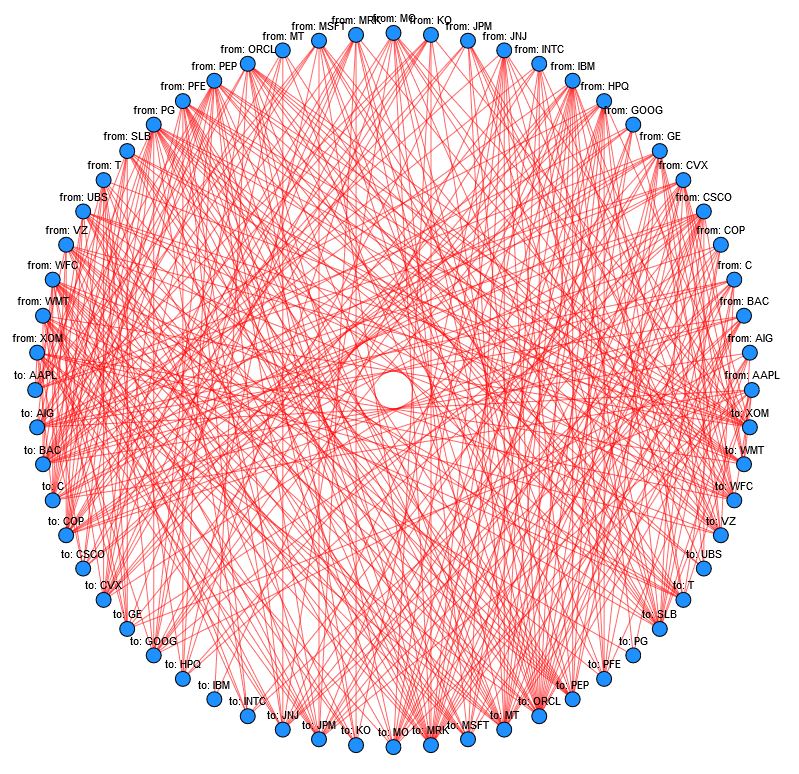 from: MO
from: MRK
from: KO
from: MSFT
from: JPM
from: MT
from: JNJ
from: ORCL
from: INTC
from: PEP
from: IBM
from: PFE
from: HPQ
from: PG
from: GOOG
from: SLB
from: GE
from: T
from: CVX
from: UBS
from: CSCO
from: VZ
from: COP
from: WFC
from: C
from: WMT
from: BAC
from: XOM
from: AIG
to: AAPL
from: AAPL
to: AIG
to: XOM
to: BAC
to: WMT
to: C
to: WFC
to: COP
to: VZ
to: CSCO
to: UBS
to: CVX
to: T
to: GE
to: SLB
to: GOOG
to: PG
to: HPQ
to: PFE
to: IBM
to: PEP
to: INTC
to: ORCL
to: JNJ
to: MT
to: JPM
to: MSFT
to: KO
to: MRK
to: MO